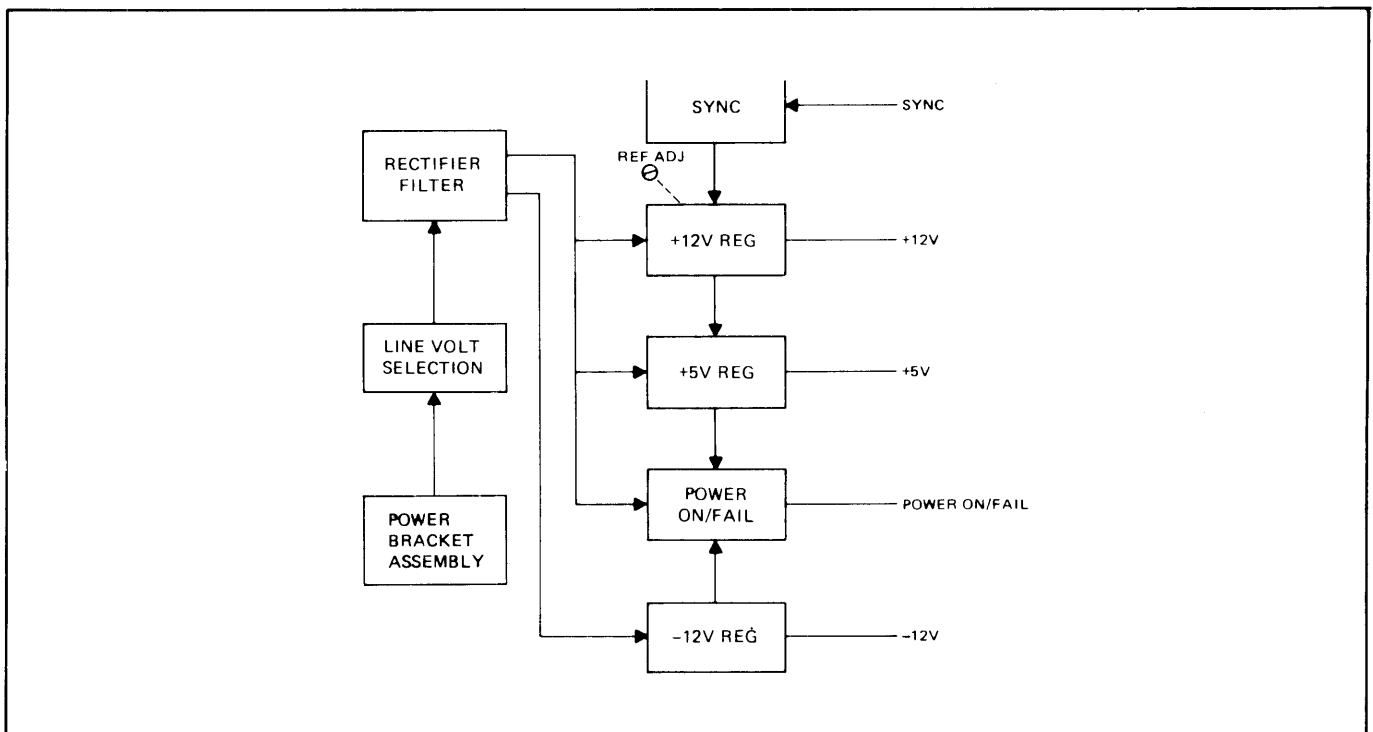 SYNC
SYNC
REF ADJ
RECTIFIER
FILTER
+12V REG
+12V
LINE VOLT
SELECTION
+5V REG
+5V
POWER
BRACKET
ASSEMBLY
POWER
ON/FAIL
POWER ON/FAIL
-12V REG
-12V